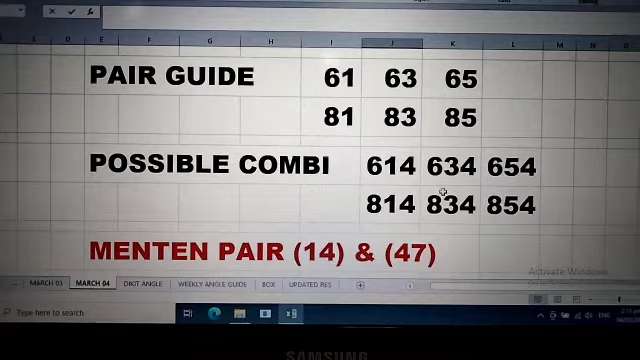 D E F G H I J K L M N
PAIR GUIDE 61 63 65
81 83 85
POSSIBLE COMBI 614 634 654
814 834 854
MENTEN PAIR (14) & (47)
Activate Windows
MARCH 03 MARCH 04 DIGIT ANGLE WEEKLY ANGLE GUIDE BOX UPDATED RES
Type here to search
ENG
SAMSUNG